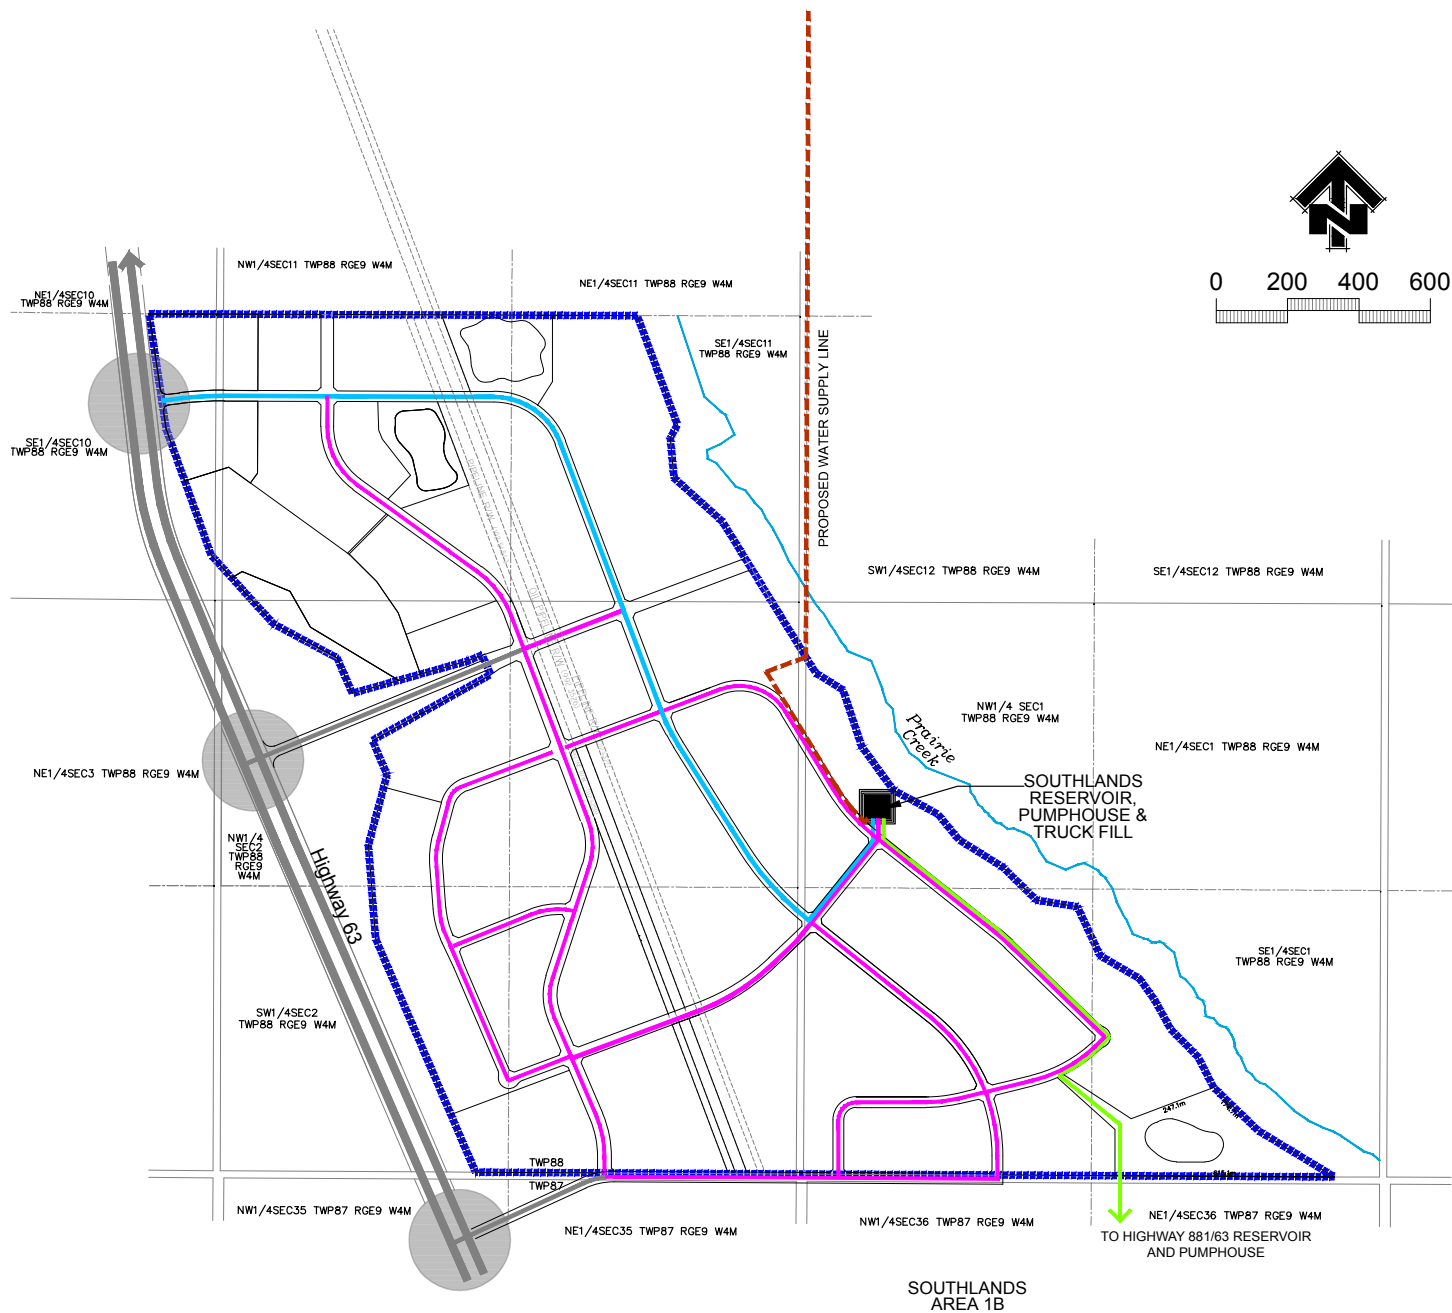 NW1/4SEC11 TWP88 RGE9 W4M
NE1/4SEC10
TWP88 RGE9 W4M
NE1/4SEC11 TWP88 RGE9 W4M
N
0 200 400 600
SE1/4SEC11
TWP88 RGE9 W4M
PROPOSED WATER SUPPLY LINE
SE1/4SEC10
TWP88 RGE9 W4M
SW1/4SEC12 TWP88 RGE9 W4M
SE1/4SEC12 TWP88 RGE9 W4M
NW1/4 SEC1
TWP88 RGE9 W4M
Prairie
Creek
NE1/4SEC1 TWP88 RGE9 W4M
NE1/4SEC3 TWP88 RGE9 W4M
SOUTHLANDS
RESERVOIR,
PUMPHOUSE &
TRUCK FILL
NW1/4
SEC2
TWP88
RGE9
W4M
Highway 63
SE1/4SEC1
TWP88 RGE9 W4M
SW1/4SEC2
TWP88 RGE9 W4M
247.1m
TWP88
TWP87
NW1/4SEC35 TWP87 RGE9 W4M
NE1/4SEC35 TWP87 RGE9 W4M
NW1/4SEC36 TWP87 RGE9 W4M
NE1/4SEC36 TWP87 RGE9 W4M
TO HIGHWAY 881/63 RESERVOIR
AND PUMPHOUSE
SOUTHLANDS
AREA 1B